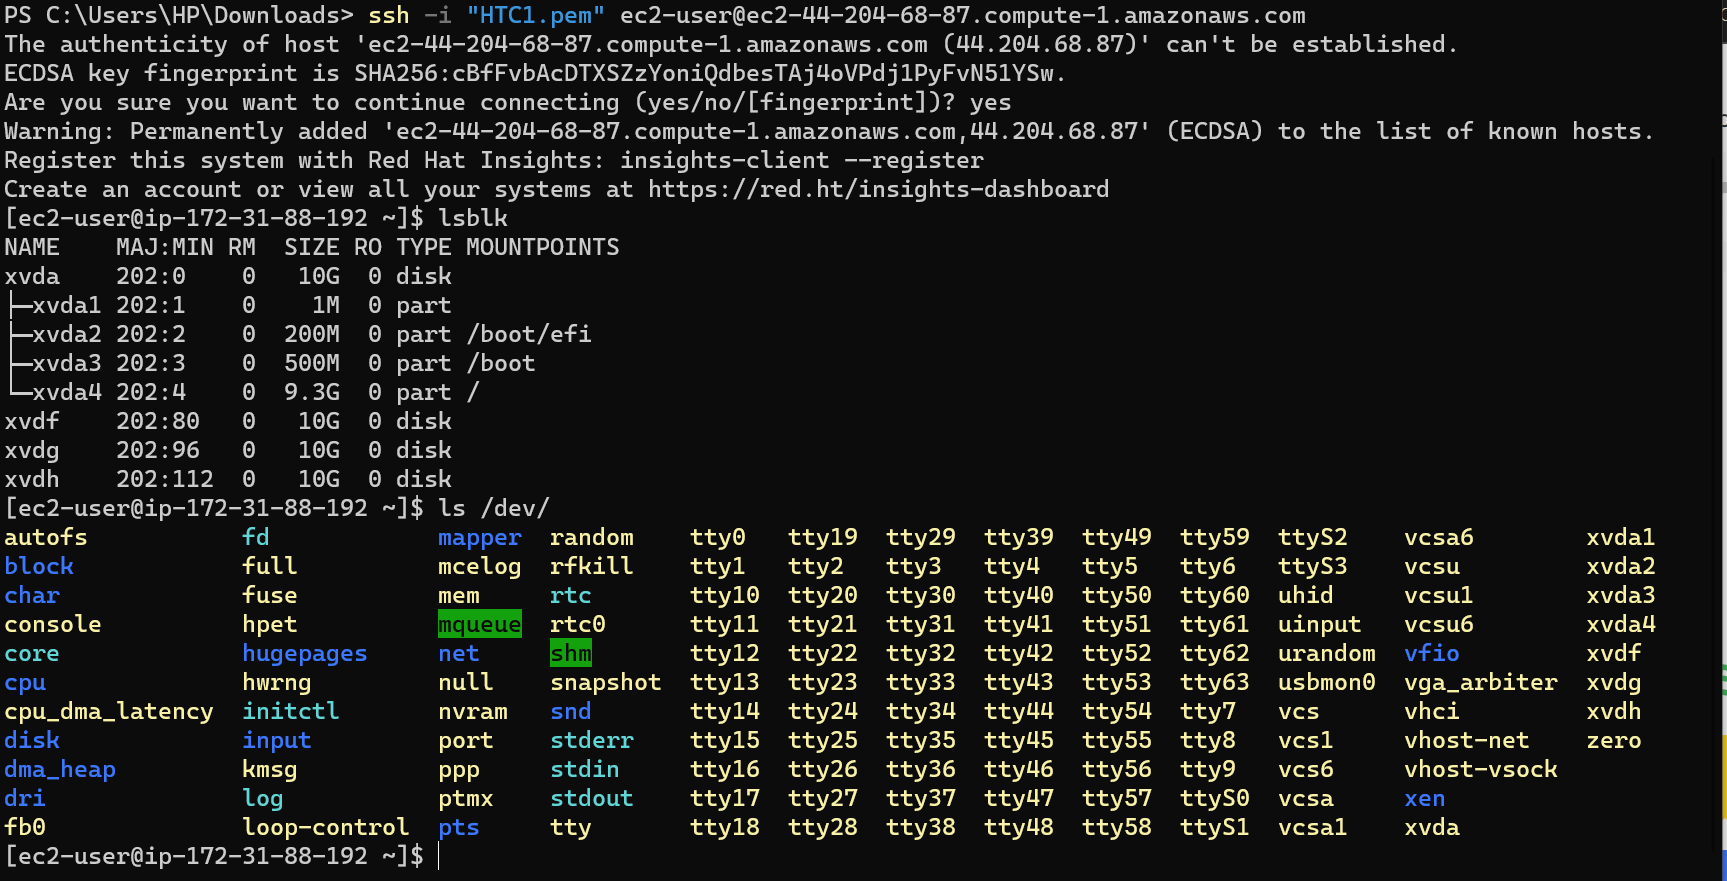 PS C:\Users\HP\Downloads> ssh -i "HTC1.pem" ec2-user@ec2-44-204-68-87.compute-1.amazonaws.com
The authenticity of host 'ec2-44-204-68-87.compute-1.amazonaws.com (44.204.68.87)' can't be established.
ECDSA key fingerprint is SHA256:cBfFvbAcDTXSZzYoniQdbesTAj4oVPdj1PyFvN51YSw.
Are you sure you want to continue connecting (yes/no/[fingerprint])? yes
Warning: Permanently added 'ec2-44-204-68-87.compute-1.amazonaws.com,44.204.68.87' (ECDSA) to the list of known hosts.
Register this system with Red Hat Insights: insights-client --register
Create an account or view all your systems at https://red.ht/insights-dashboard
[ec2-user@ip-172-31-88-192 ~]$ lsblk
NAME    MAJ:MIN RM  SIZE RO TYPE MOUNTPOINTS
xvda    202:0    0   10G  0 disk
├─xvda1 202:1    0    1M  0 part
├─xvda2 202:2    0  200M  0 part /boot/efi
├─xvda3 202:3    0  500M  0 part /boot
└─xvda4 202:4    0  9.3G  0 part /
xvdf    202:80   0   10G  0 disk
xvdg    202:96   0   10G  0 disk
xvdh    202:112  0   10G  0 disk
[ec2-user@ip-172-31-88-192 ~]$ ls /dev/
autofs           fd            mapper  random    tty0   tty19  tty29  tty39  tty49  tty59  ttyS2    vcsa6        xvda1
block            full          mcelog  rfkill    tty1   tty2   tty3   tty4   tty5   tty6   ttyS3    vcsu         xvda2
char             fuse          mem     rtc       tty10  tty20  tty30  tty40  tty50  tty60  uhid     vcsu1        xvda3
console          hpet          mqueue  rtc0      tty11  tty21  tty31  tty41  tty51  tty61  uinput   vcsu6        xvda4
core             hugepages     net     shm       tty12  tty22  tty32  tty42  tty52  tty62  urandom  vfio         xvdf
cpu              hwrng         null    snapshot  tty13  tty23  tty33  tty43  tty53  tty63  usbmon0  vga_arbiter  xvdg
cpu_dma_latency  initctl       nvram   snd       tty14  tty24  tty34  tty44  tty54  tty7   vcs      vhci         xvdh
disk             input         port    stderr    tty15  tty25  tty35  tty45  tty55  tty8   vcs1     vhost-net    zero
dma_heap         kmsg          ppp     stdin     tty16  tty26  tty36  tty46  tty56  tty9   vcs6     vhost-vsock
dri              log           ptmx    stdout    tty17  tty27  tty37  tty47  tty57  ttyS0  vcsa     xen
fb0              loop-control  pts     tty       tty18  tty28  tty38  tty48  tty58  ttyS1  vcsa1    xvda
[ec2-user@ip-172-31-88-192 ~]$